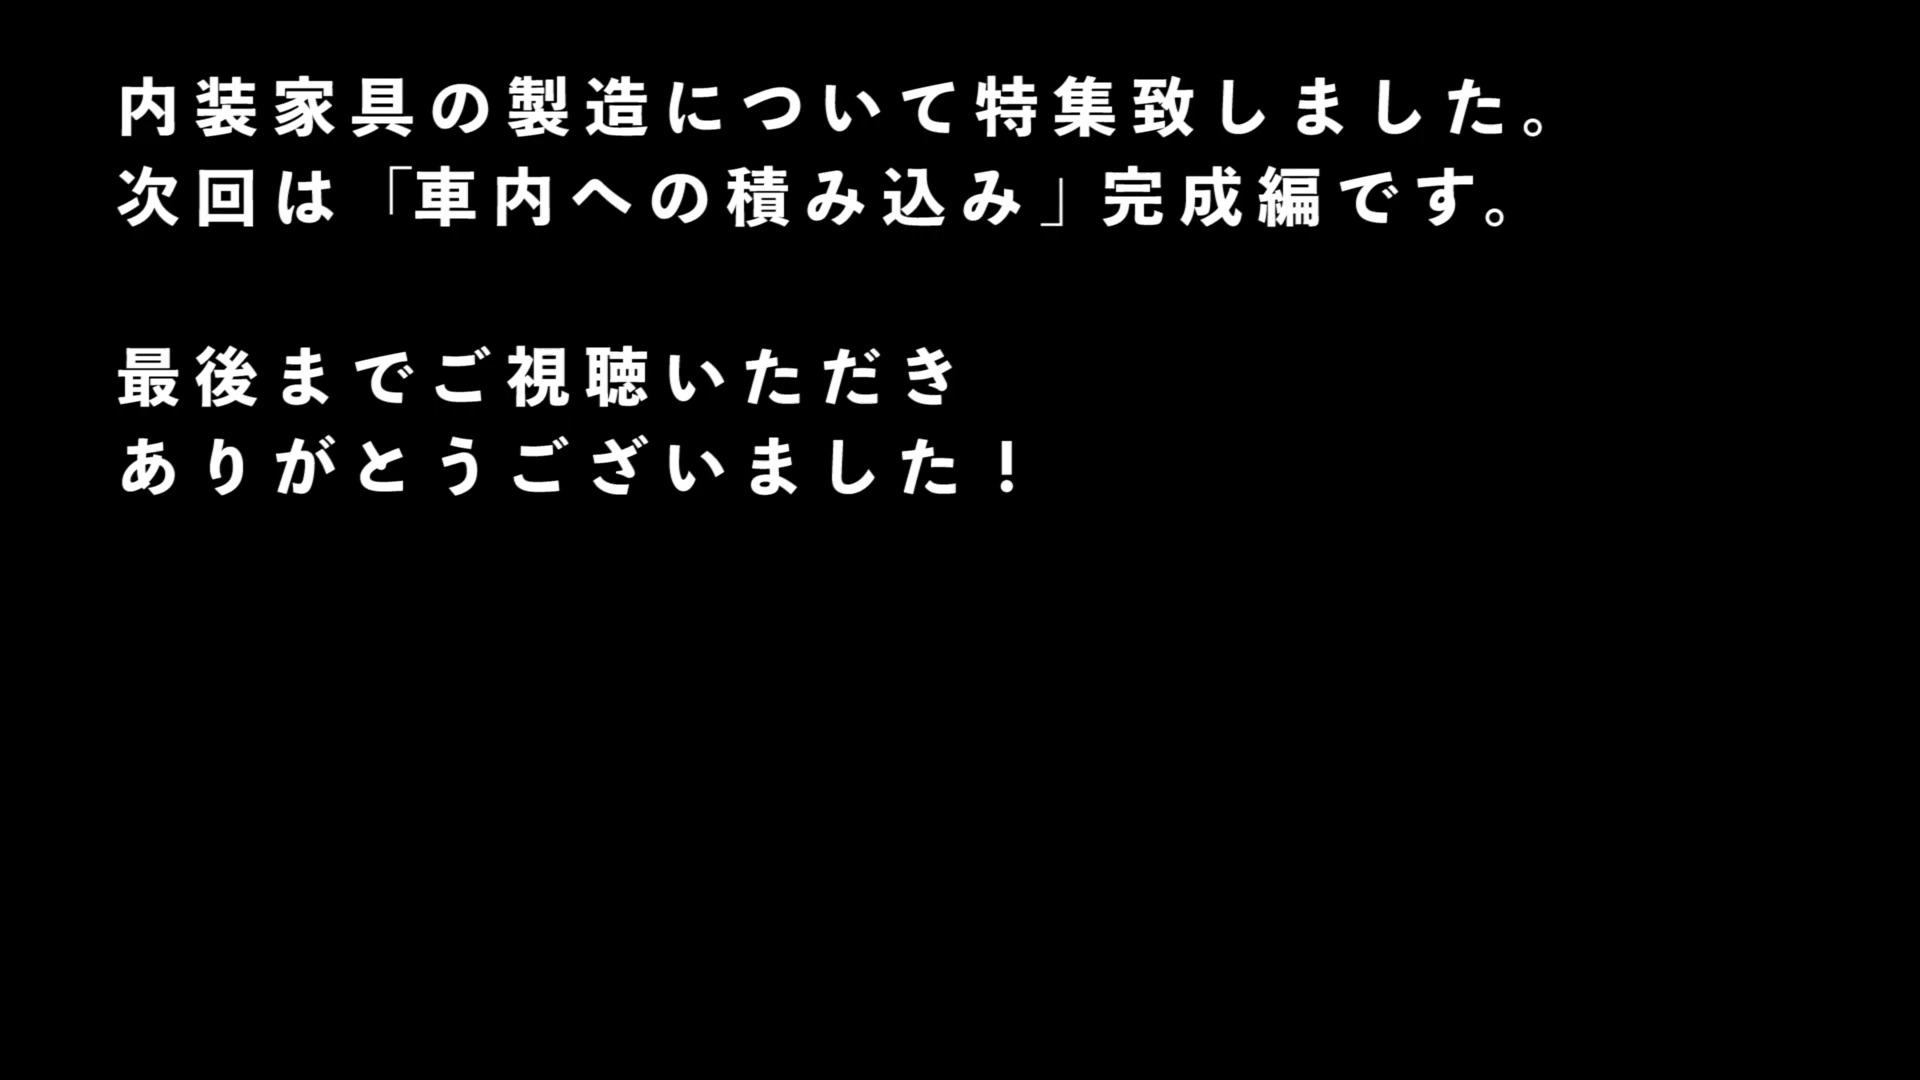 内装家具の製造について特集致しました。
次回は「車内への積み込み」完成編です。
最後までご視聴いただき
ありがとうございました！